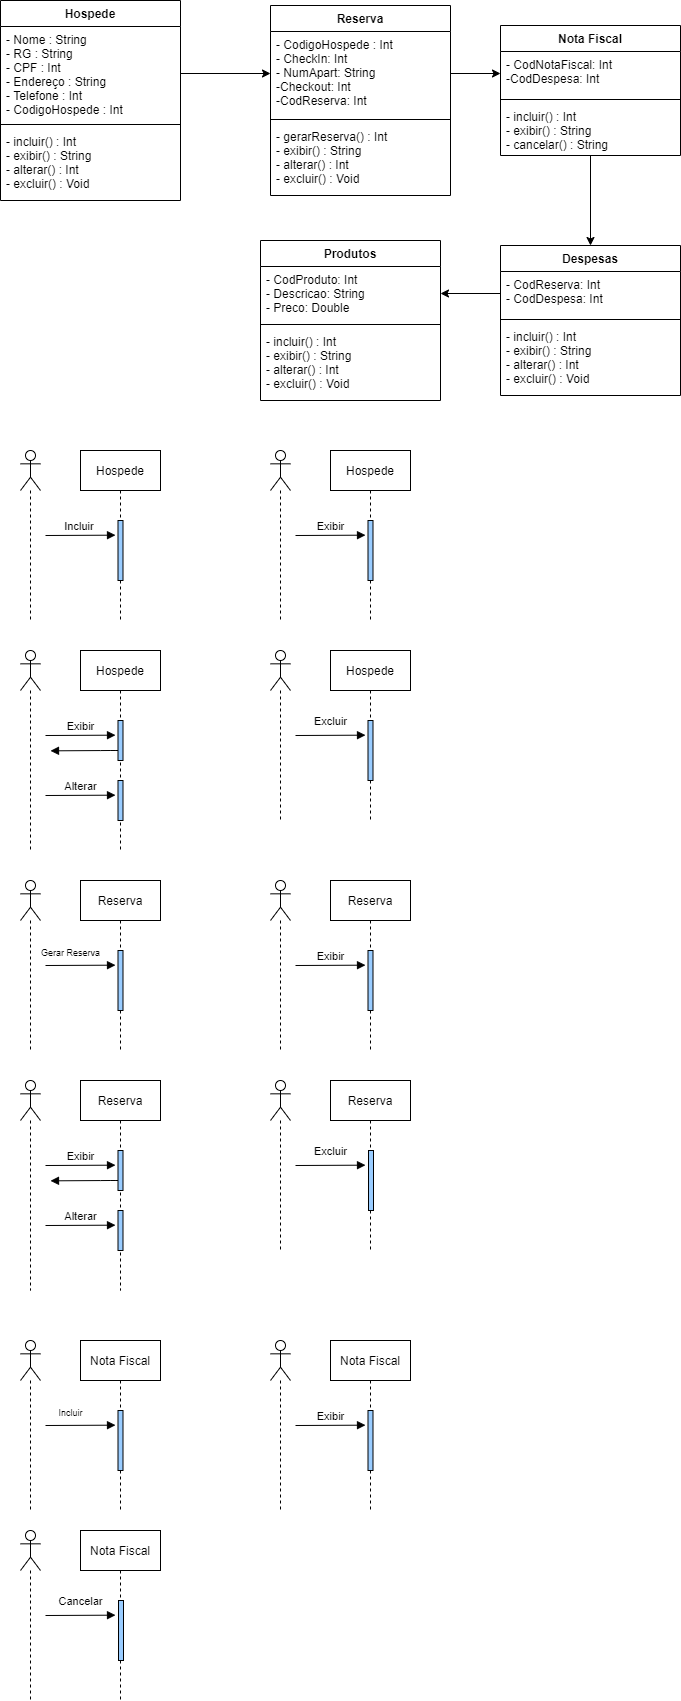 Hospede
- Nome : String
- RG : String
- CPF : Int
- Endereço : String
- Telefone : Int
- CodigoHospede : Int
- incluir() : Int
- exibir() : String
- alterar() : Int
- excluir() : Void
Reserva
- CodigoHospede : Int
- CheckIn: Int
- NumApart: String
-Checkout: Int
-CodReserva: Int
- gerarReserva() : Int
- exibir() : String
- alterar() : Int
- excluir() : Void
Nota Fiscal
- CodNotaFiscal: Int
-CodDespesa: Int
- incluir() : Int
- exibir() : String
- cancelar() : String
Produtos
- CodProduto: Int
- Descricao: String
- Preco: Double
- incluir() : Int
- exibir() : String
- alterar() : Int
- excluir() : Void
Despesas
- CodReserva: Int
- CodDespesa: Int
- incluir() : Int
- exibir() : String
- alterar() : Int
- excluir() : Void
Hospede
Incluir
Hospede
Exibir
Hospede
Exibir
Alterar
Hospede
Excluir
Reserva
Gerar Reserva
Reserva
Exibir
Reserva
Exibir
Alterar
Reserva
Excluir
Nota Fiscal
Incluir
Nota Fiscal
Exibir
Nota Fiscal
Cancelar